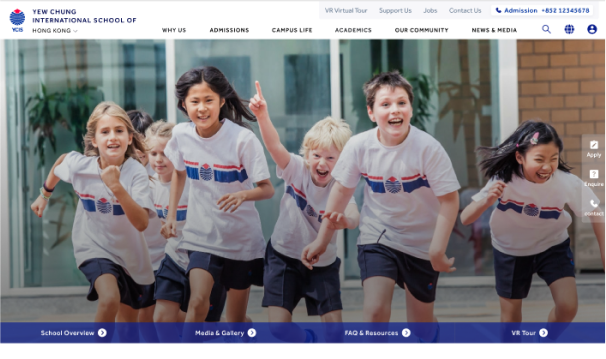 YEW CHUNG
INTERNATIONAL SCHOOL OF
HONG KONG
YCIS
VR Virtual Tour
Support Us
Jobs
Contact Us
Admission +852 12345678
WHY US
ADMISSIONS
CAMPUS LIFE
ACADEMICS
OUR COMMUNITY
NEWS & MEDIA
Apply
Enquire
contact
School Overview
Media & Gallery
FAQ & Resources
VR Tour